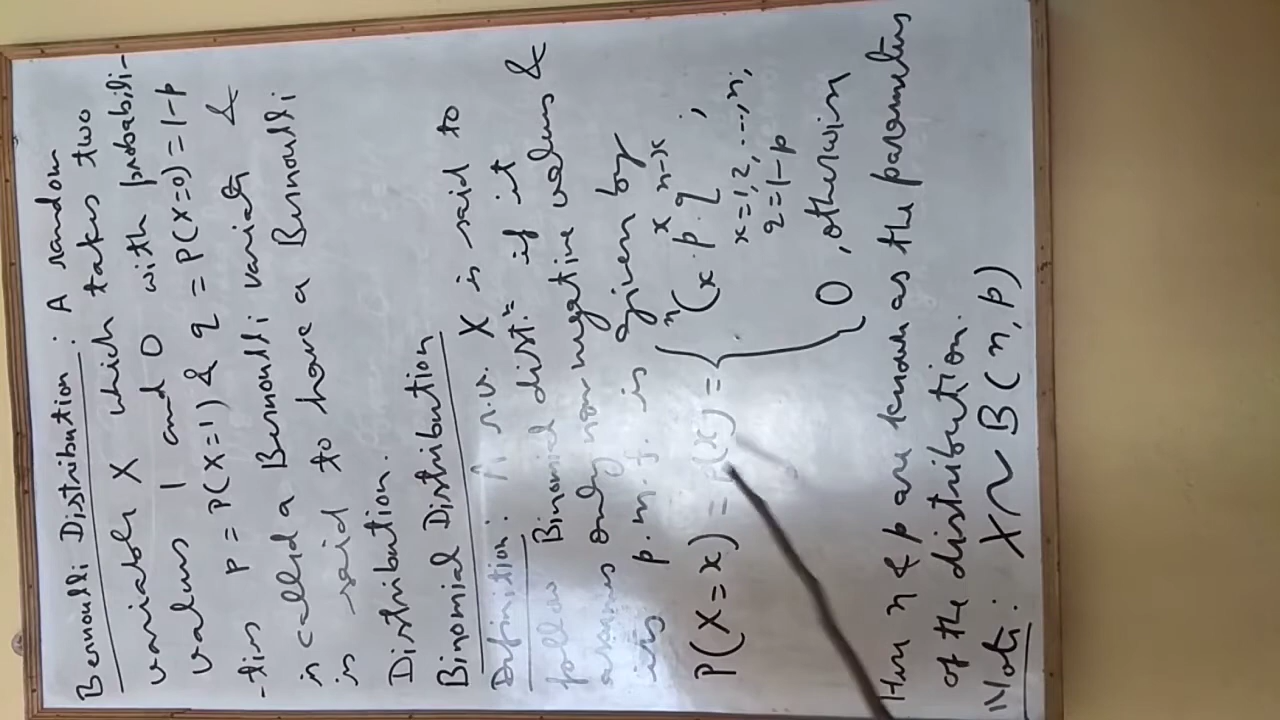 Bernoulli Distribution : A random
variable X which takes two
values 1 and 0 with probabili-
-ties p = P(X=1) & q = P(X=0) = 1-p
is called a Bernoulli variate &
is said to have a Bernoulli
Distribution.
Binomial Distribution
Definition : A r.v. X is said to
follow Binomial distⁿ. if it
assumes only nonnegative values &
its p.m.f. is given by
P(X=x) = p(x) = { ⁿCₓ · pˣ · qⁿ⁻ˣ ;
x=1,2,...,n;
q=1-p
0, otherwise
Here n & p are known as the parameters
of the distribution.
Note: X ~ B(n, p)